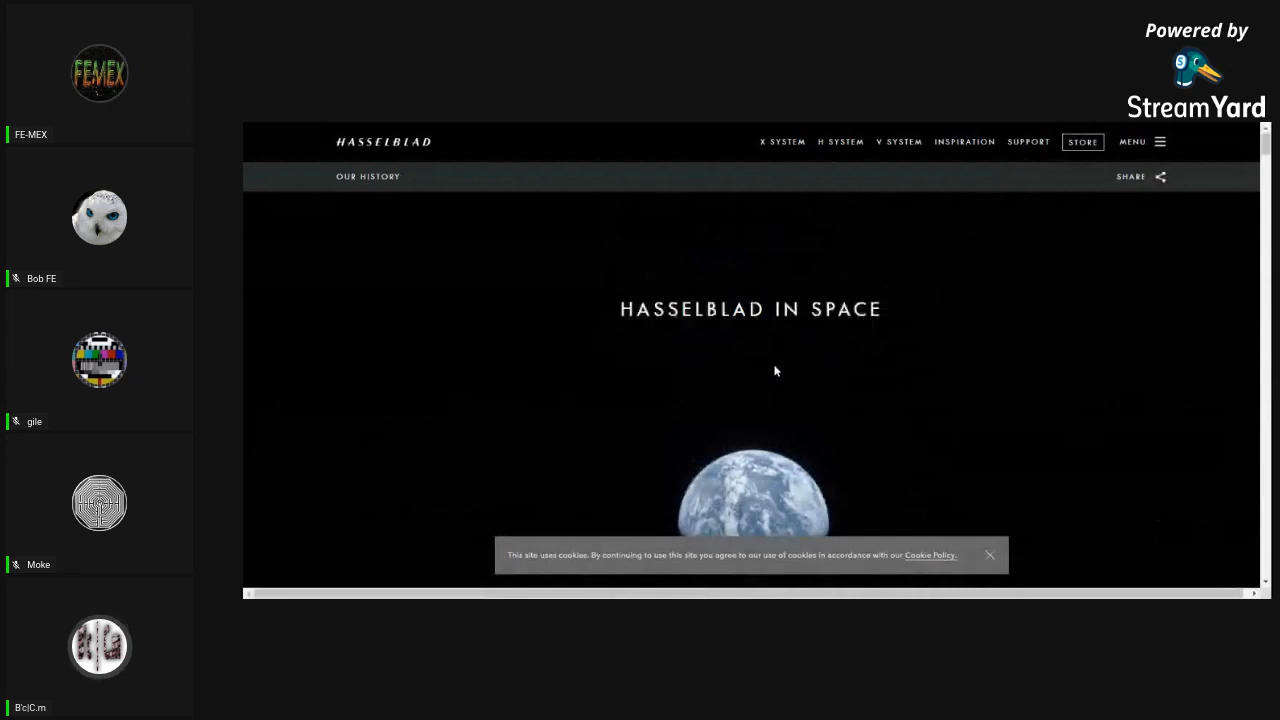 Powered by
StreamYard
FEMEX
FE-MEX
Bob FE
gile
Moke
B'c|C.m
HASSELBLAD
X SYSTEM
H SYSTEM
V SYSTEM
INSPIRATION
SUPPORT
STORE
MENU
OUR HISTORY
SHARE
HASSELBLAD IN SPACE
This site uses cookies. By continuing to use this site you agree to our use of cookies in accordance with our Cookie Policy.